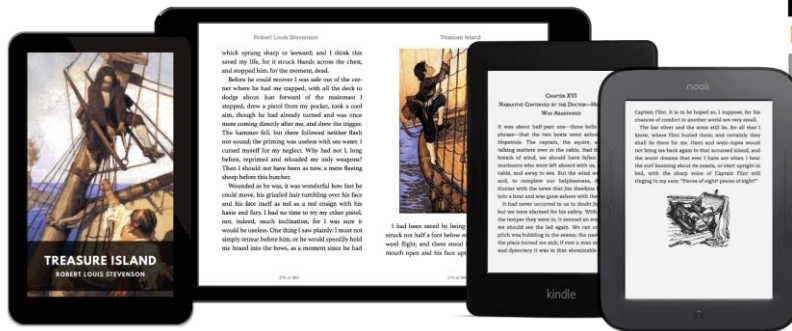 TREASURE ISLAND
ROBERT LOUIS STEVENSON
Robert Louis Stevenson
which sprung sharp to leeward; and I think this
saved my life, for it struck Hands across the chest,
and stopped him, for the moment, dead.
Before he could recover I was safe out of the cor-
ner where he had me trapped, with all the deck to
dodge about. Just forward of the mainmast I
stopped, drew a pistol from my pocket, took a cool
aim, though he had already turned and was once
more coming directly after me, and drew the trigger.
The hammer fell, but there followed neither flash
nor sound; the priming was useless with sea water. I
cursed myself for my neglect. Why had not I, long
before, reprimed and reloaded my only weapons?
Then I should not have been as now, a mere fleeing
sheep before this butcher.
Wounded as he was, it was wonderful how fast he
could move, his grizzled hair tumbling over his face
and his face itself as red as a red ensign with his
haste and fury. I had no time to try my other pistol,
nor, indeed, much inclination, for I was sure it
would be useless. One thing I saw plainly: I must not
simply retreat before him, or he would speedily hold
me boxed into the bows, as a moment since he had
Treasure Island
I had been saved by being
struck not half a foot below
ward flight; and there stood
mouth open and his face upt
CHAPTER XVI
NARRATIVE CONTINUED BY THE DOCTOR—HO
WAS ABANDONED
It was about half-past one—three bells
phrase—that the two boats went ashore
Hispaniola. The captain, the squire, a
talking matters over in the cabin. Had th
breath of wind, we should have fallen
mutineers who were left aboard with us,
cable, and away to sea. But the wind wa
and, to complete our helplessness, d
Hunter with the news that Jim Hawkins h
into a boat and was gone ashore with the
It had never occurred to us to doubt Ji
but we were alarmed for his safety. With
the temper they were in, it seemed an ev
we should see the lad again. We ran o
pitch was bubbling in the seams; the nas
the place turned me sick; if ever a man s
and dysentery it was in that abominable
kindle
nook
Captain Flint. It is to be hoped so, I suppose, for his
chances of comfort in another world are very small.
The bar silver and the arms still lie, for all that I
know, where Flint buried them; and certainly they
shall lie there for me. Oxen and wain-ropes would
not bring me back again to that accursed island; and
the worst dreams that ever I have are when I hear
the surf booming about its coasts, or start upright in
bed, with the sharp voice of Captain Flint still
ringing in my ears: "Pieces of eight! pieces of eight!"